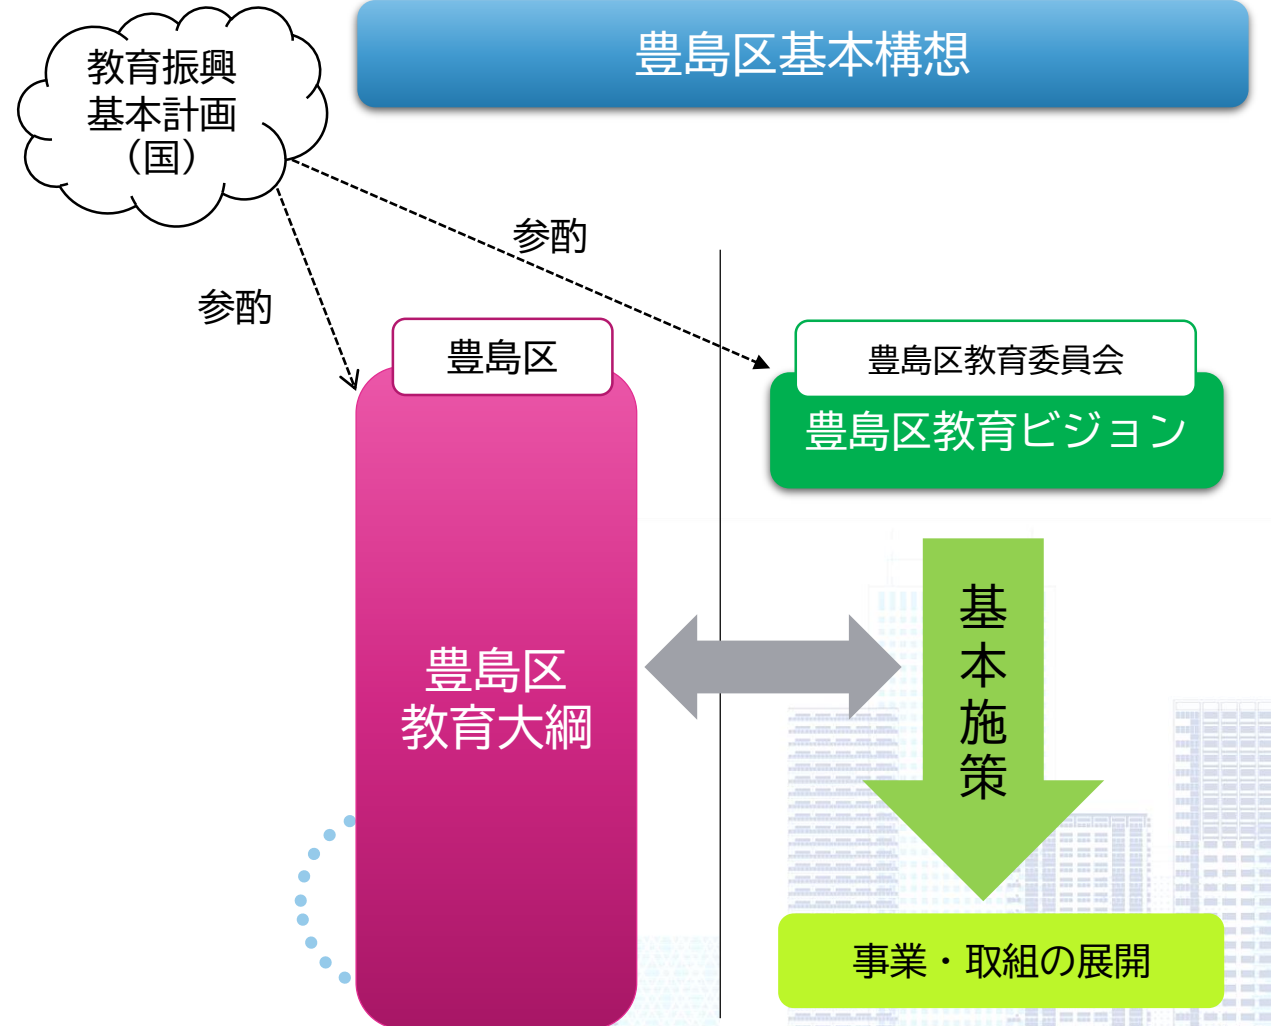 豊島区基本構想
教育振興
基本計画
（国）
参酌
参酌
豊島区
豊島区
教育大綱
豊島区教育委員会
豊島区教育ビジョン
基本施策
事業・取組の展開